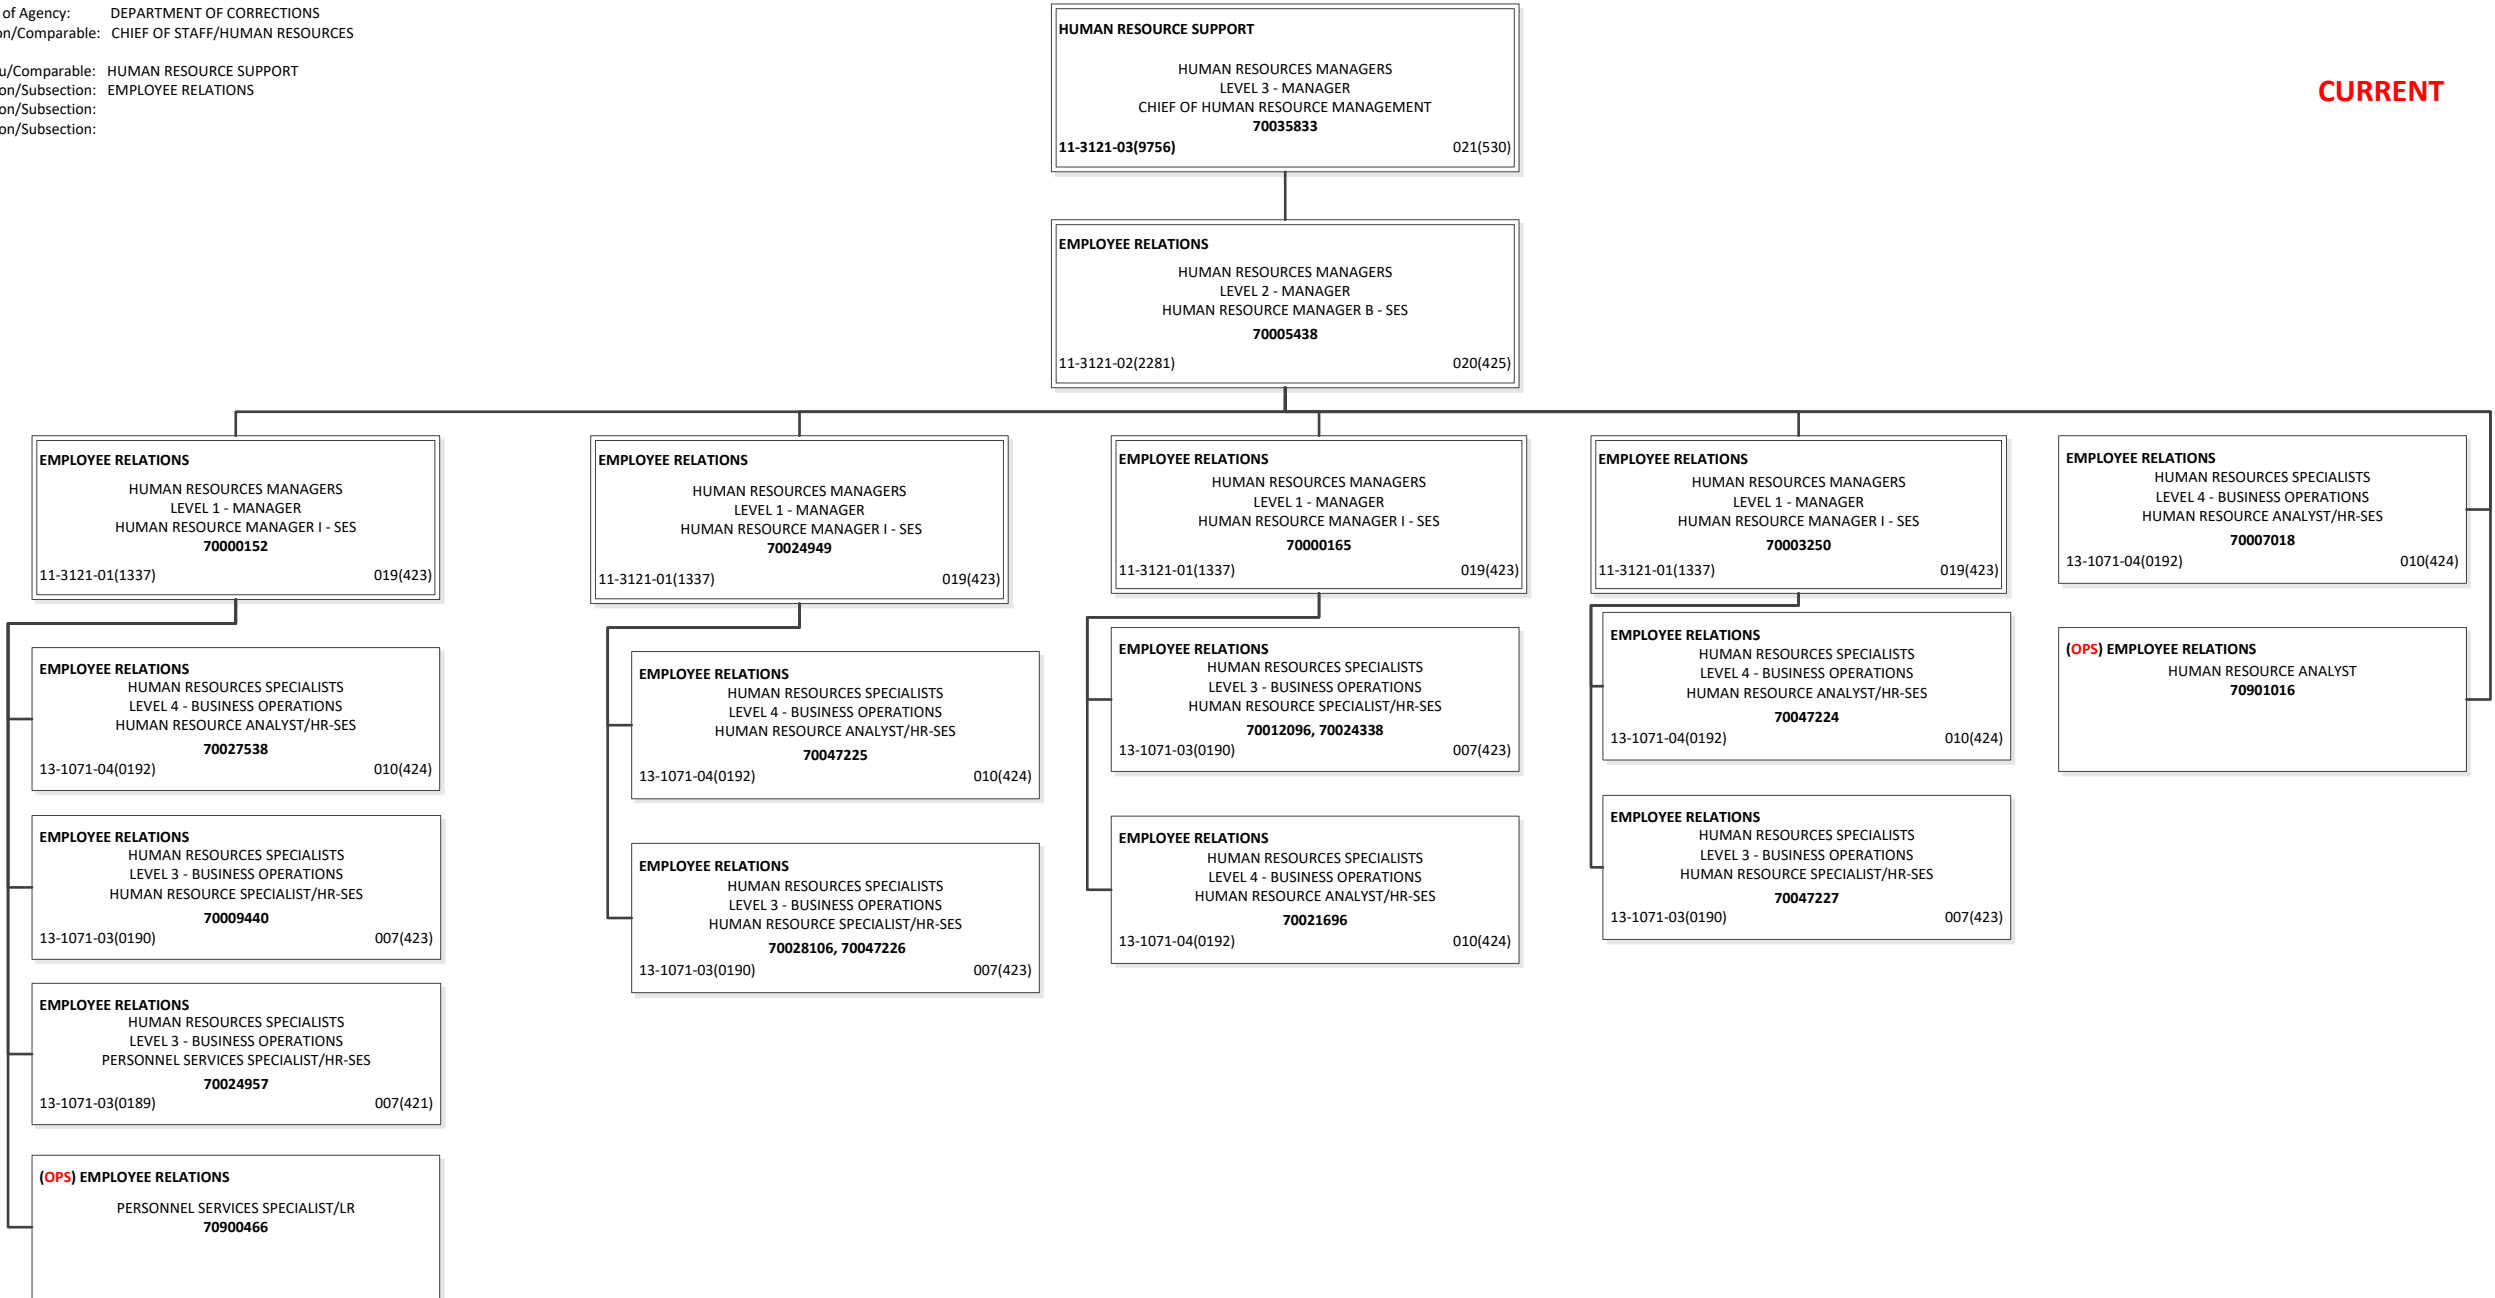 of Agency: DEPARTMENT OF CORRECTIONS
on/Comparable: CHIEF OF STAFF/HUMAN RESOURCES
u/Comparable: HUMAN RESOURCE SUPPORT
on/Subsection: EMPLOYEE RELATIONS
on/Subsection:
on/Subsection:
CURRENT
HUMAN RESOURCE SUPPORT
HUMAN RESOURCES MANAGERS
LEVEL 3 - MANAGER
CHIEF OF HUMAN RESOURCE MANAGEMENT
70035833
11-3121-03(9756) 021(530)
EMPLOYEE RELATIONS
HUMAN RESOURCES MANAGERS
LEVEL 2 - MANAGER
HUMAN RESOURCE MANAGER B - SES
70005438
11-3121-02(2281) 020(425)
EMPLOYEE RELATIONS
HUMAN RESOURCES MANAGERS
LEVEL 1 - MANAGER
HUMAN RESOURCE MANAGER I - SES
70000152
11-3121-01(1337) 019(423)
EMPLOYEE RELATIONS
HUMAN RESOURCES SPECIALISTS
LEVEL 4 - BUSINESS OPERATIONS
HUMAN RESOURCE ANALYST/HR-SES
70027538
13-1071-04(0192) 010(424)
EMPLOYEE RELATIONS
HUMAN RESOURCES SPECIALISTS
LEVEL 3 - BUSINESS OPERATIONS
HUMAN RESOURCE SPECIALIST/HR-SES
70009440
13-1071-03(0190) 007(423)
EMPLOYEE RELATIONS
HUMAN RESOURCES SPECIALISTS
LEVEL 3 - BUSINESS OPERATIONS
PERSONNEL SERVICES SPECIALIST/HR-SES
70024957
13-1071-03(0189) 007(421)
(OPS) EMPLOYEE RELATIONS
PERSONNEL SERVICES SPECIALIST/LR
70900466
EMPLOYEE RELATIONS
HUMAN RESOURCES MANAGERS
LEVEL 1 - MANAGER
HUMAN RESOURCE MANAGER I - SES
70024949
11-3121-01(1337) 019(423)
EMPLOYEE RELATIONS
HUMAN RESOURCES SPECIALISTS
LEVEL 4 - BUSINESS OPERATIONS
HUMAN RESOURCE ANALYST/HR-SES
70047225
13-1071-04(0192) 010(424)
EMPLOYEE RELATIONS
HUMAN RESOURCES SPECIALISTS
LEVEL 3 - BUSINESS OPERATIONS
HUMAN RESOURCE SPECIALIST/HR-SES
70028106, 70047226
13-1071-03(0190) 007(423)
EMPLOYEE RELATIONS
HUMAN RESOURCES MANAGERS
LEVEL 1 - MANAGER
HUMAN RESOURCE MANAGER I - SES
70000165
11-3121-01(1337) 019(423)
EMPLOYEE RELATIONS
HUMAN RESOURCES SPECIALISTS
LEVEL 3 - BUSINESS OPERATIONS
HUMAN RESOURCE SPECIALIST/HR-SES
70012096, 70024338
13-1071-03(0190) 007(423)
EMPLOYEE RELATIONS
HUMAN RESOURCES SPECIALISTS
LEVEL 4 - BUSINESS OPERATIONS
HUMAN RESOURCE ANALYST/HR-SES
70021696
13-1071-04(0192) 010(424)
EMPLOYEE RELATIONS
HUMAN RESOURCES MANAGERS
LEVEL 1 - MANAGER
HUMAN RESOURCE MANAGER I - SES
70003250
11-3121-01(1337) 019(423)
EMPLOYEE RELATIONS
HUMAN RESOURCES SPECIALISTS
LEVEL 4 - BUSINESS OPERATIONS
HUMAN RESOURCE ANALYST/HR-SES
70047224
13-1071-04(0192) 010(424)
EMPLOYEE RELATIONS
HUMAN RESOURCES SPECIALISTS
LEVEL 3 - BUSINESS OPERATIONS
HUMAN RESOURCE SPECIALIST/HR-SES
70047227
13-1071-03(0190) 007(423)
EMPLOYEE RELATIONS
HUMAN RESOURCES SPECIALISTS
LEVEL 4 - BUSINESS OPERATIONS
HUMAN RESOURCE ANALYST/HR-SES
70007018
13-1071-04(0192) 010(424)
(OPS) EMPLOYEE RELATIONS
HUMAN RESOURCE ANALYST
70901016